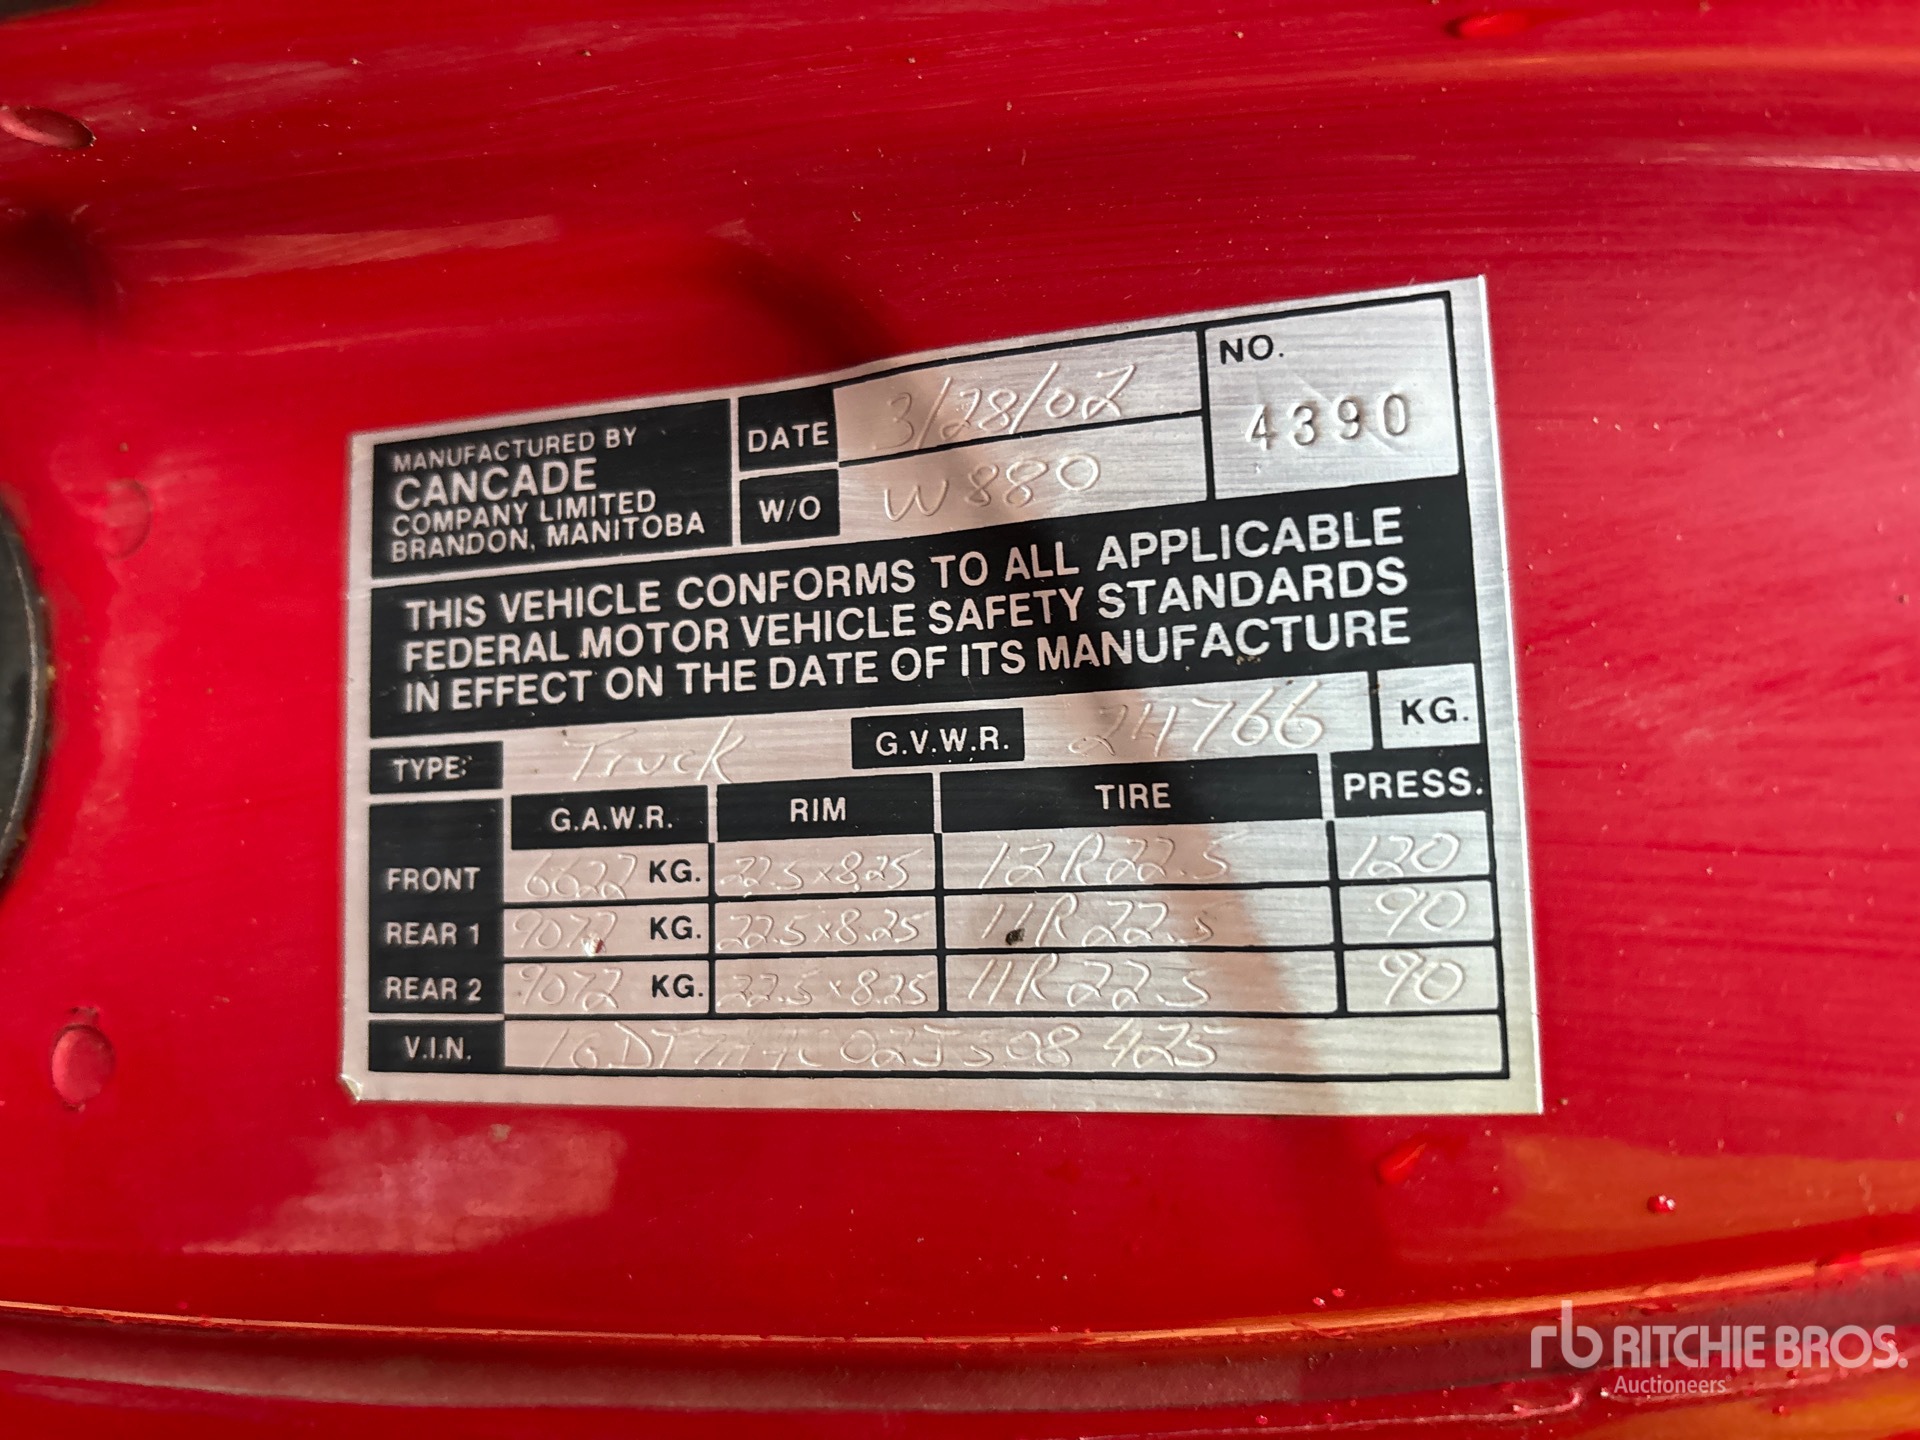 MANUFACTURED BY
CANCADE
COMPANY LIMITED
BRANDON, MANITOBA
DATE 3/28/02
W/O W880
NO.
4390
THIS VEHICLE CONFORMS TO ALL APPLICABLE
FEDERAL MOTOR VEHICLE SAFETY STANDARDS
IN EFFECT ON THE DATE OF ITS MANUFACTURE
TYPE: Truck G.V.W.R. 24766 KG.
G.A.W.R. RIM TIRE PRESS.
FRONT 6622 KG. 22.5x8.25 12R22.5 120
REAR 1 9072 KG. 22.5x8.25 11R22.5 90
REAR 2 9072 KG. 22.5x8.25 11R22.5 90
V.I.N.
rb RITCHIE BROS.
Auctioneers